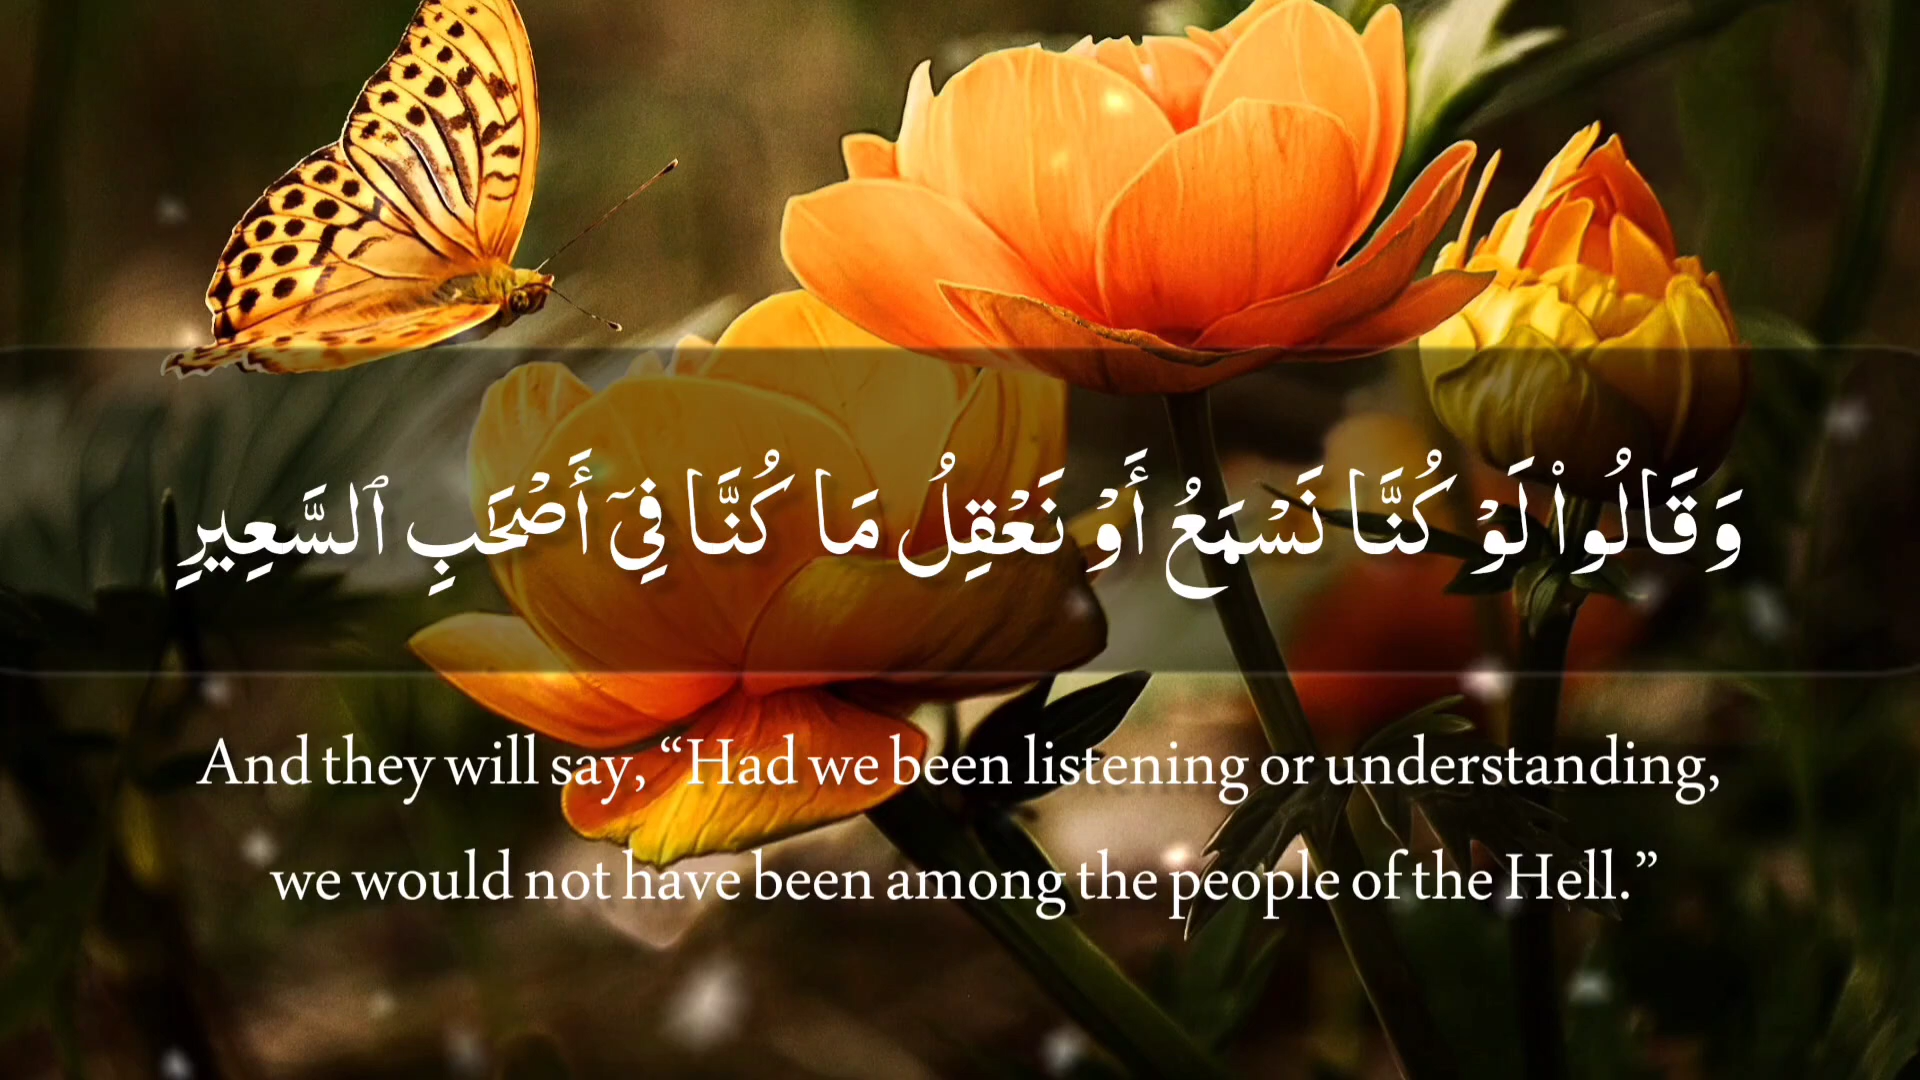 وَقَالُوا۟ لَوْ كُنَّا نَسْمَعُ أَوْ نَعْقِلُ مَا كُنَّا فِىٓ أَصْحَـٰبِ ٱلسَّعِيرِ
And they will say, “Had we been listening or understanding,
we would not have been among the people of the Hell.”